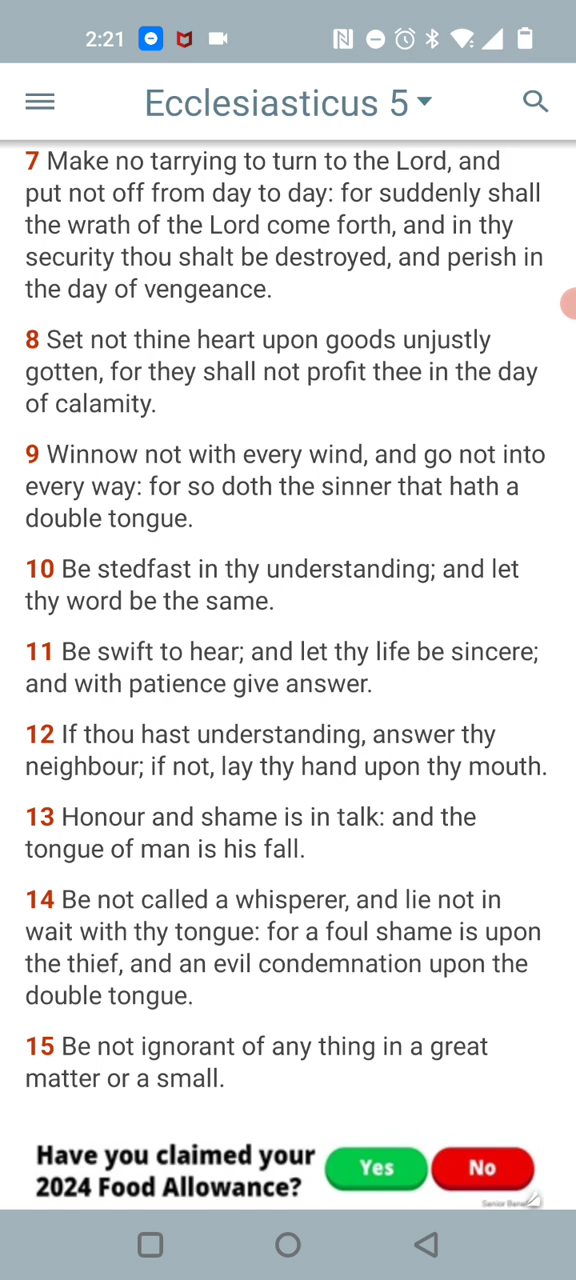 2:21
Ecclesiasticus 5
7 Make no tarrying to turn to the Lord, and
put not off from day to day: for suddenly shall
the wrath of the Lord come forth, and in thy
security thou shalt be destroyed, and perish in
the day of vengeance.
8 Set not thine heart upon goods unjustly
gotten, for they shall not profit thee in the day
of calamity.
9 Winnow not with every wind, and go not into
every way: for so doth the sinner that hath a
double tongue.
10 Be stedfast in thy understanding; and let
thy word be the same.
11 Be swift to hear; and let thy life be sincere;
and with patience give answer.
12 If thou hast understanding, answer thy
neighbour; if not, lay thy hand upon thy mouth.
13 Honour and shame is in talk: and the
tongue of man is his fall.
14 Be not called a whisperer, and lie not in
wait with thy tongue: for a foul shame is upon
the thief, and an evil condemnation upon the
double tongue.
15 Be not ignorant of any thing in a great
matter or a small.
Have you claimed your
2024 Food Allowance?
Yes
No
Senior